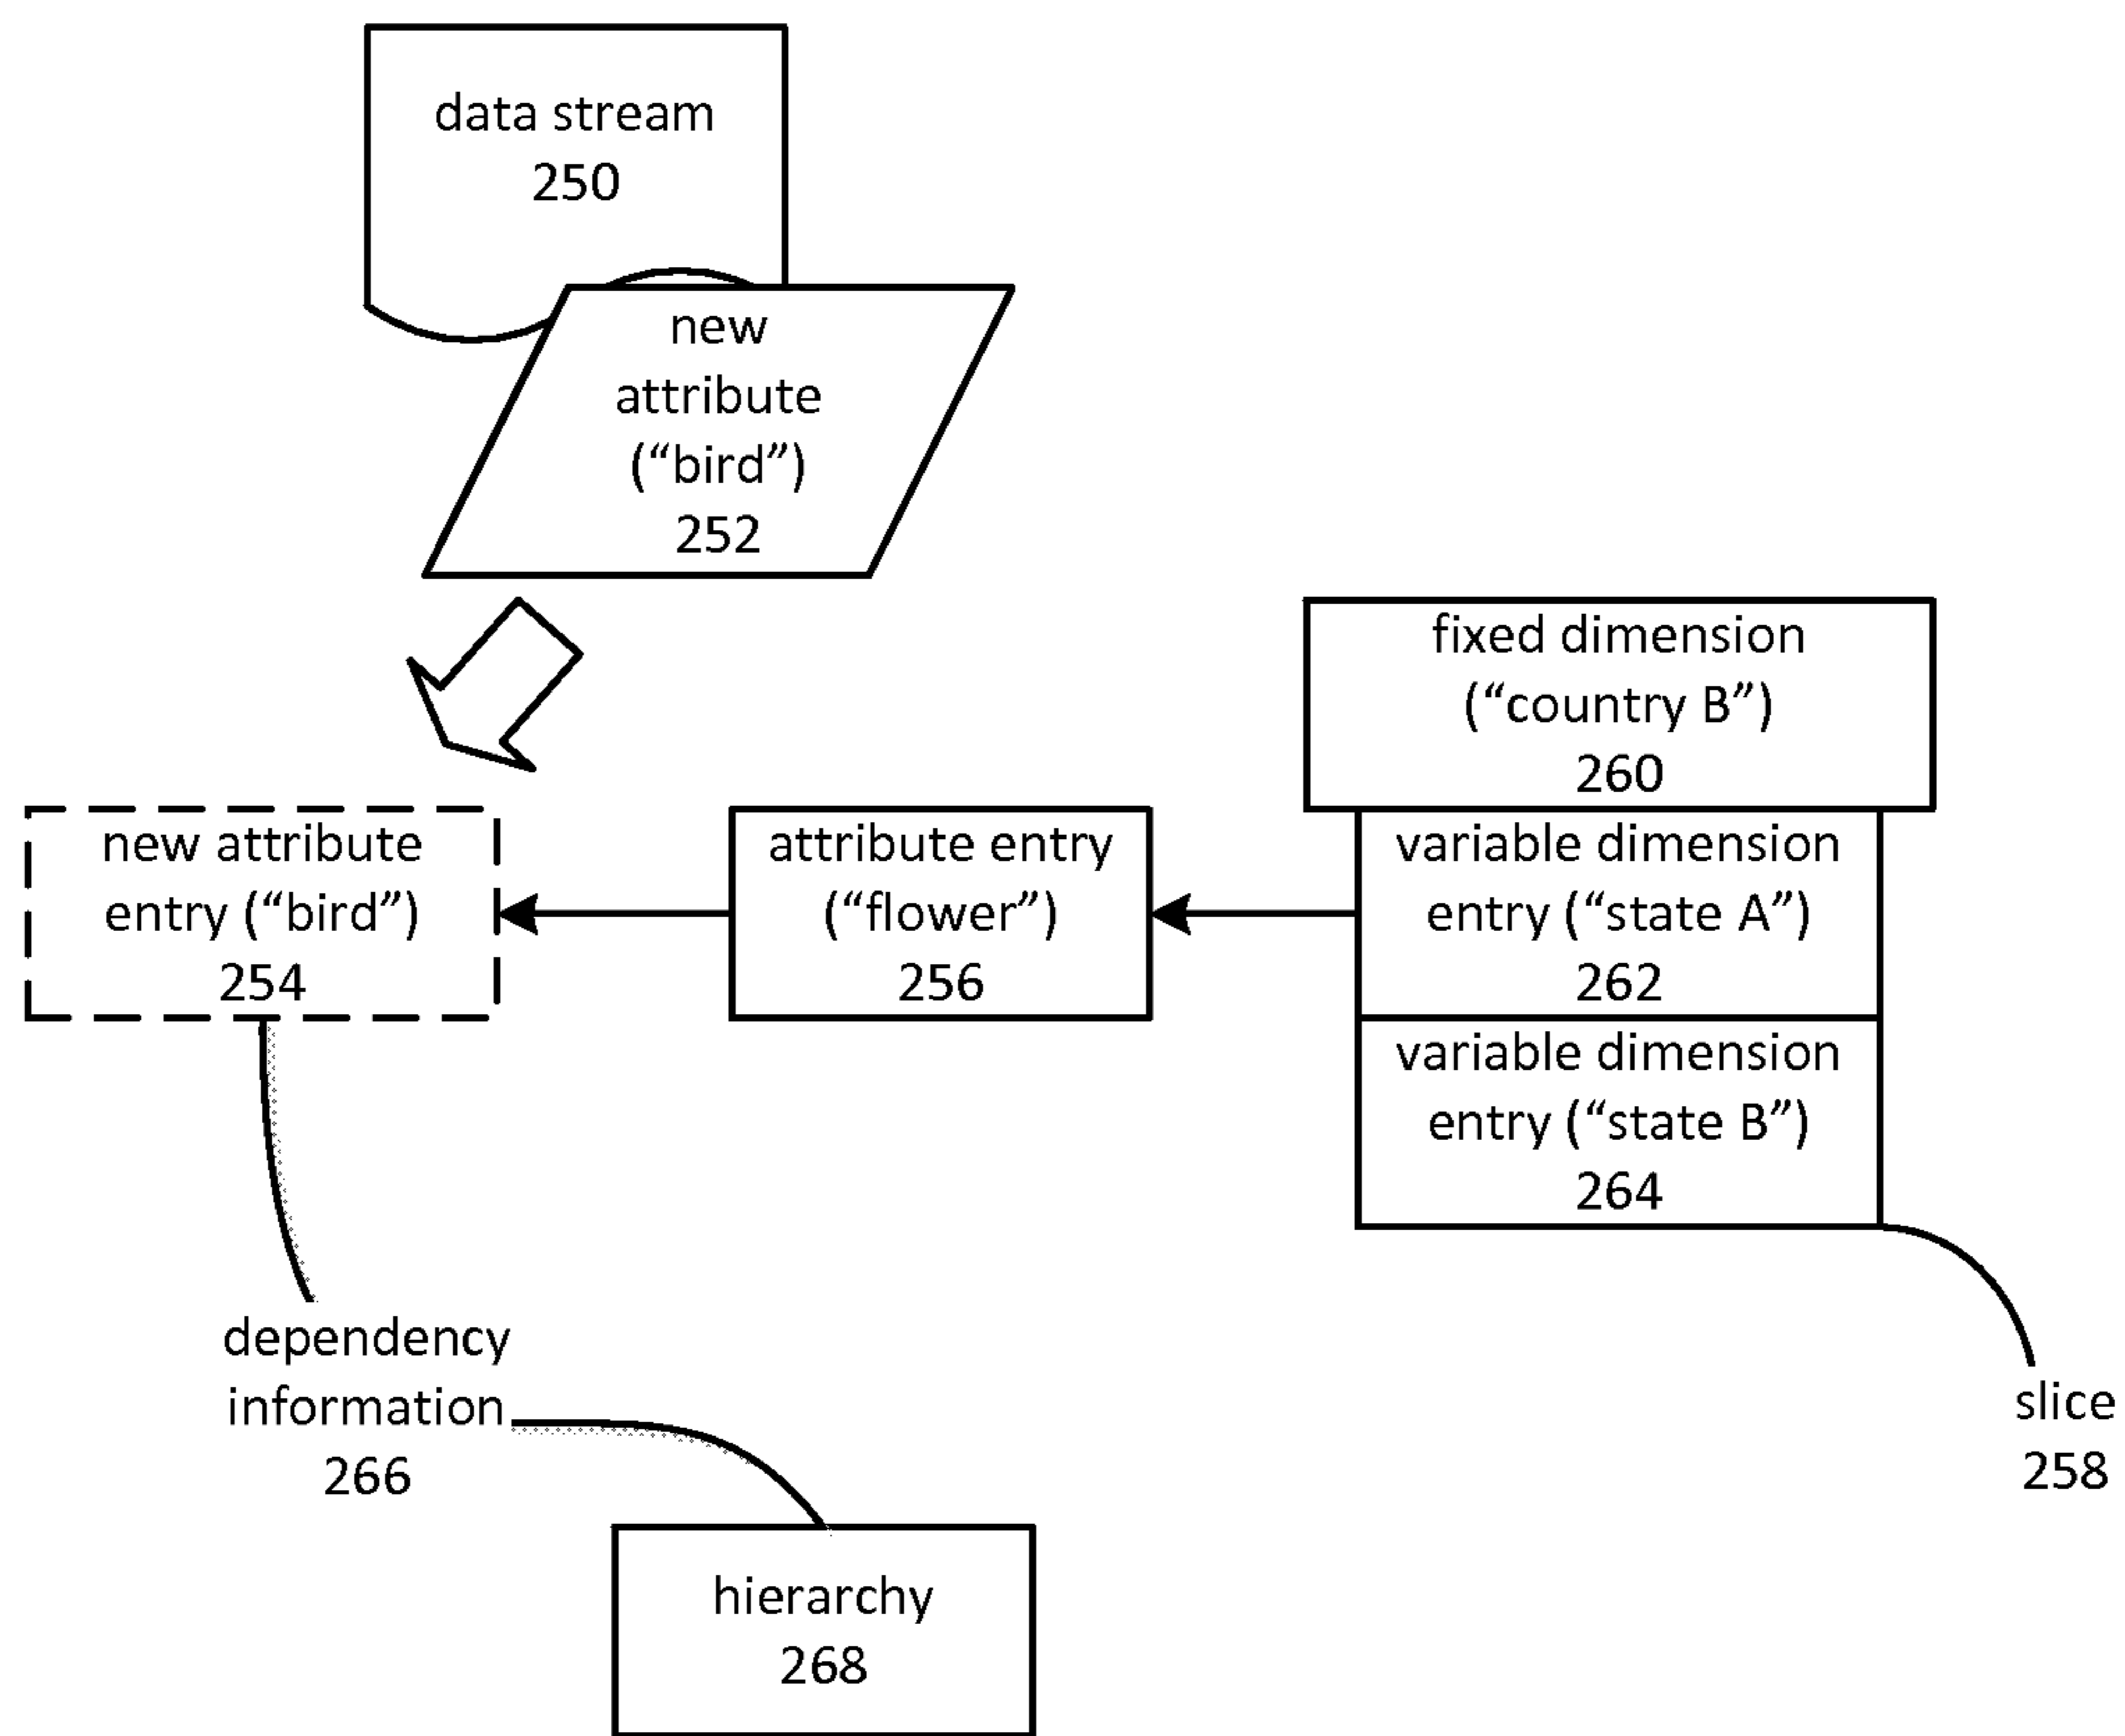 data stream
250
new
attribute
(“bird”)
252
fixed dimension
(“country B”)
260
new attribute
entry (“bird”)
254
attribute entry
(“flower”)
256
variable dimension
entry (“state A”)
262
variable dimension
entry (“state B”)
264
dependency
information
266
slice
258
hierarchy
268